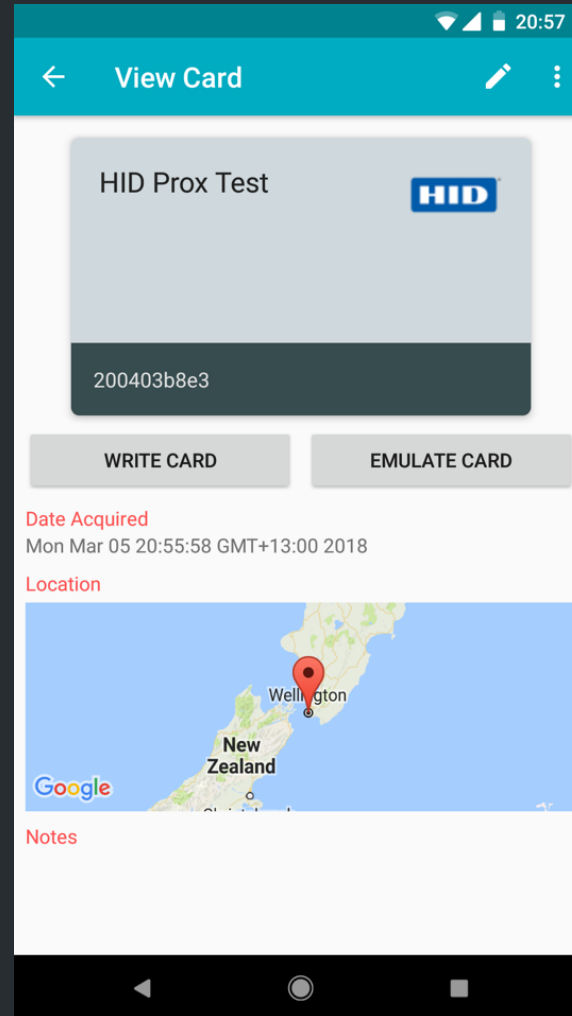 20:57
View Card
HID Prox Test
HID
200403b8e3
WRITE CARD
EMULATE CARD
Date Acquired
Mon Mar 05 20:55:58 GMT+13:00 2018
Location
Wellington
New
Zealand
Google
Notes